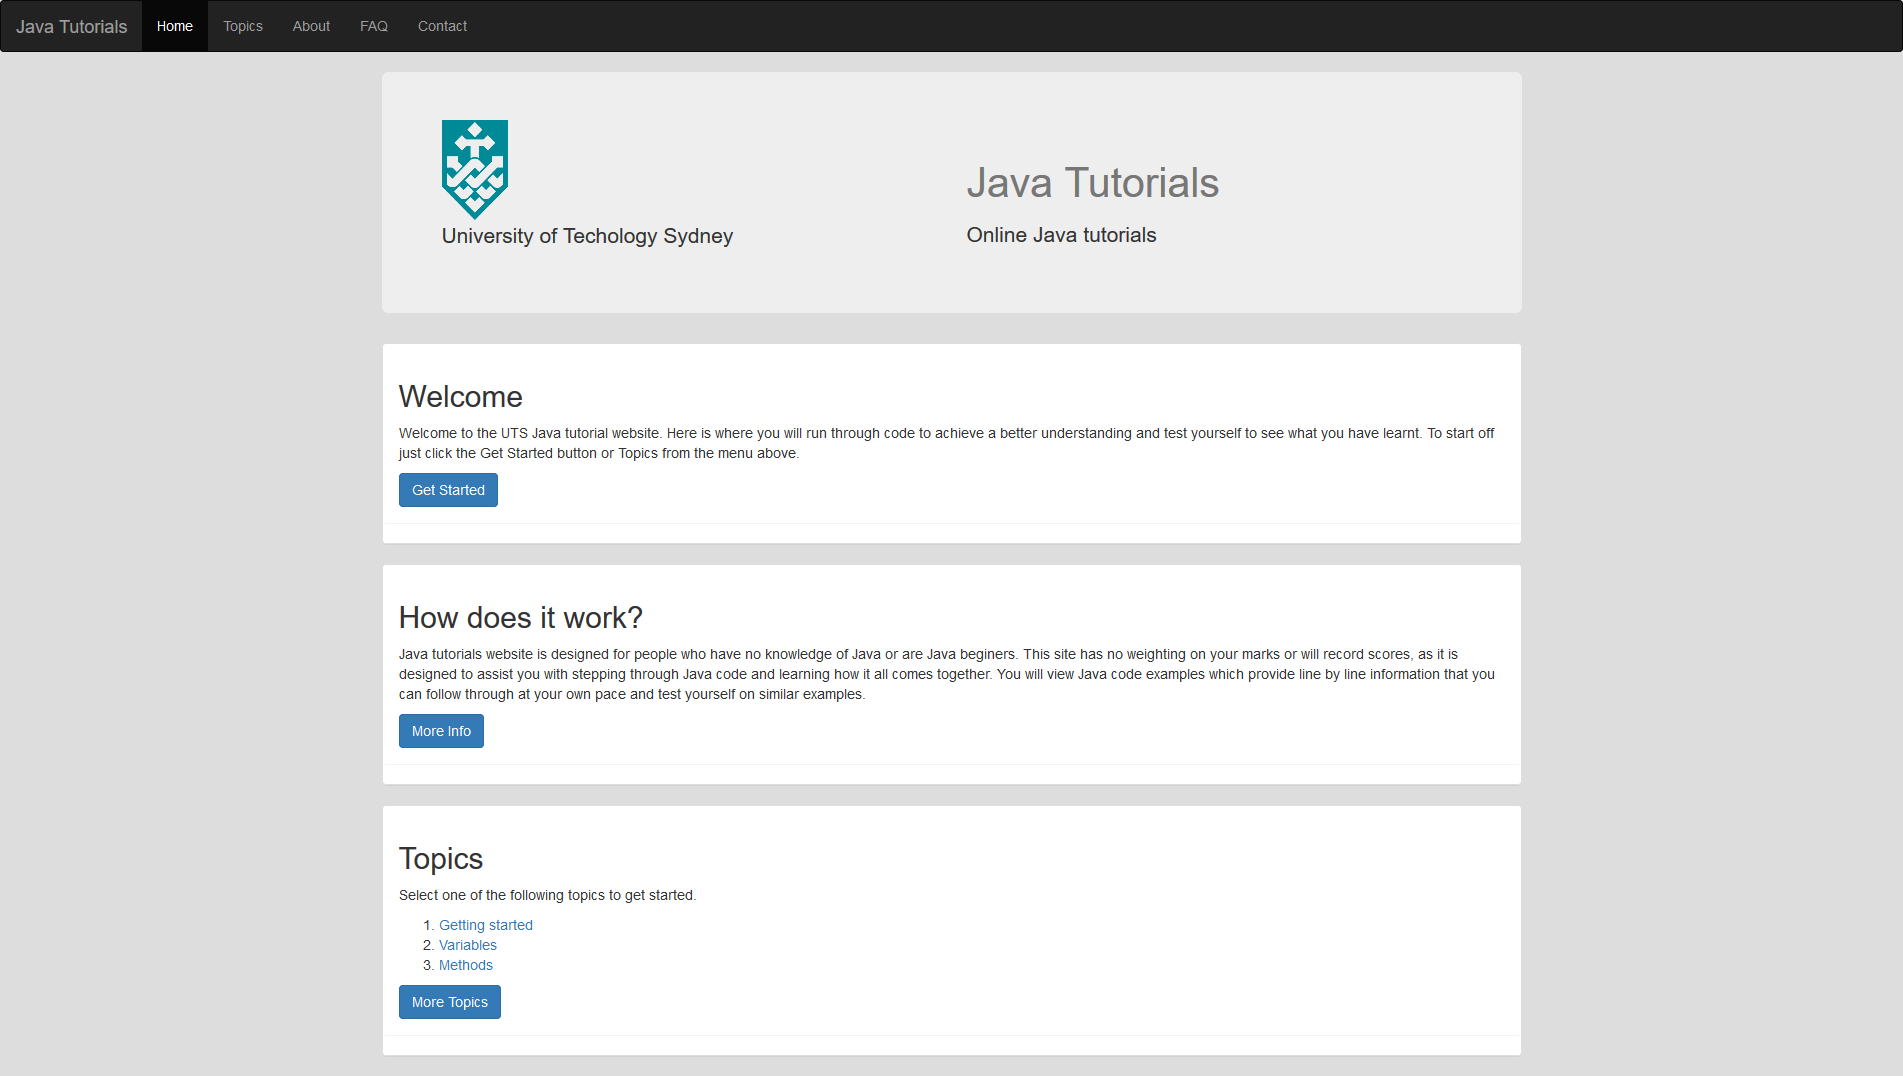 Java Tutorials Home Topics About FAQ Contact
University of Techology Sydney
Java Tutorials
Online Java tutorials
Welcome
Welcome to the UTS Java tutorial website. Here is where you will run through code to achieve a better understanding and test yourself to see what you have learnt. To start off
just click the Get Started button or Topics from the menu above.
Get Started
How does it work?
Java tutorials website is designed for people who have no knowledge of Java or are Java beginers. This site has no weighting on your marks or will record scores, as it is
designed to assist you with stepping through Java code and learning how it all comes together. You will view Java code examples which provide line by line information that you
can follow through at your own pace and test yourself on similar examples.
More Info
Topics
Select one of the following topics to get started.
1. Getting started
2. Variables
3. Methods
More Topics